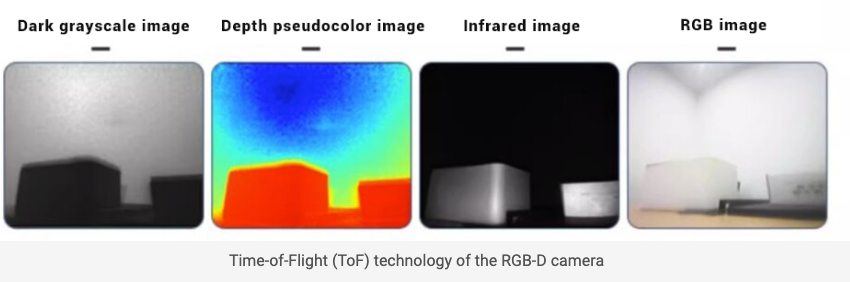 Dark grayscale image
Depth pseudocolor image
Infrared image
RGB image
Time-of-Flight (ToF) technology of the RGB-D camera